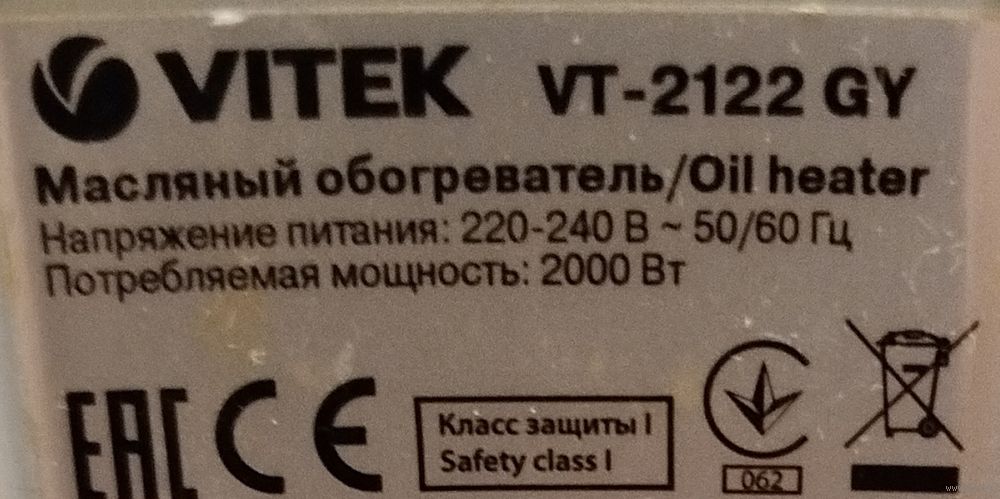 VITEK VT-2122 GY
Масляный обогреватель/Oil heater
Напряжение питания: 220-240 В ~ 50/60 Гц
Потребляемая мощность: 2000 Вт
EAC CE
Класс защиты I
Safety class I
062